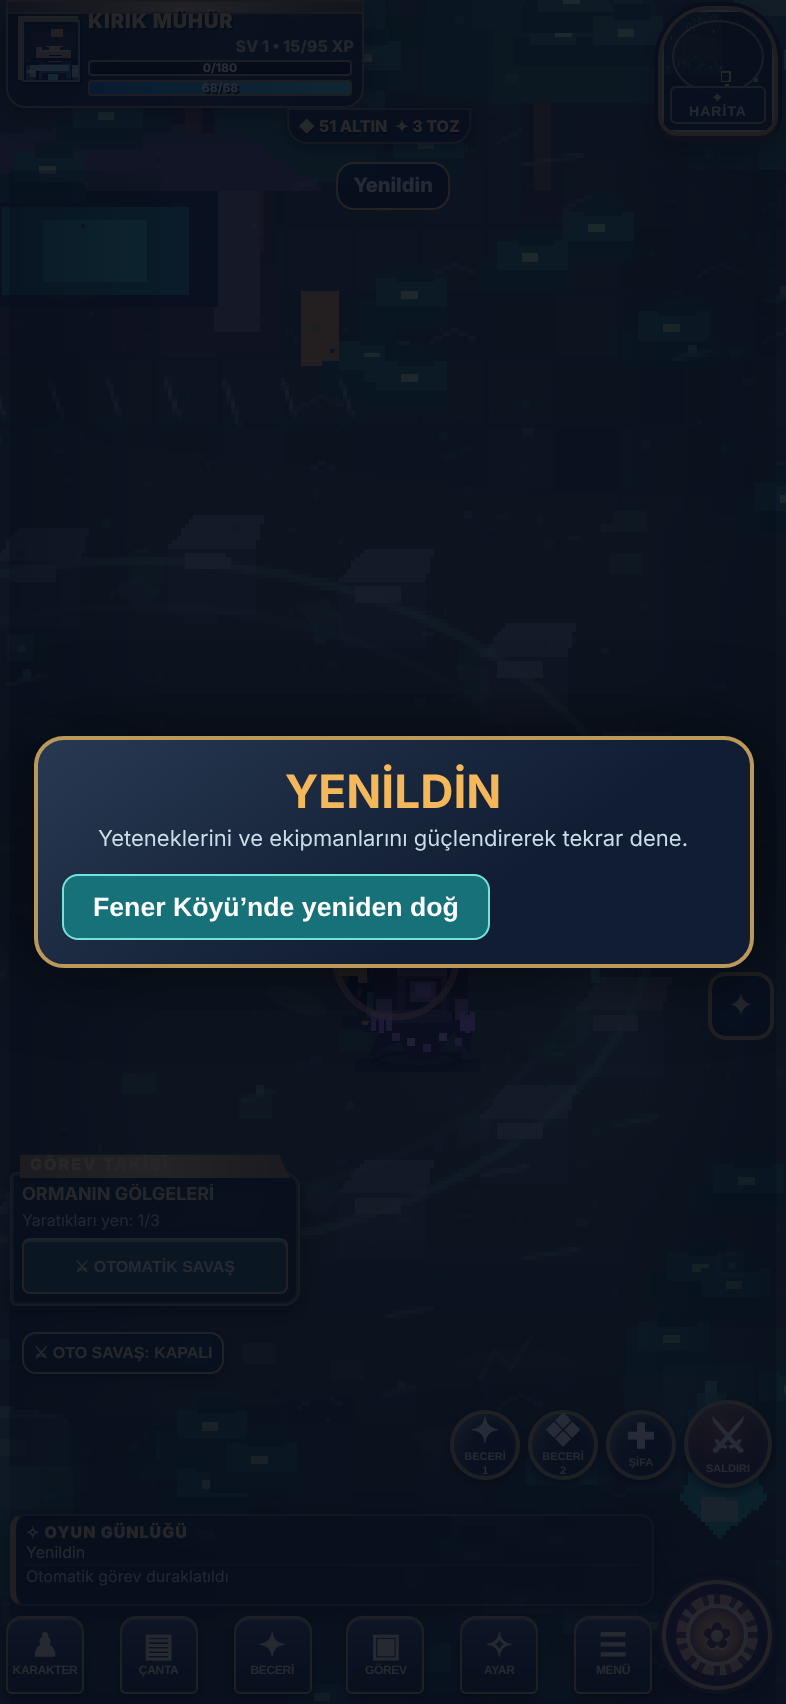 KIRIK MÜHÜR
SV 1 • 15/95 XP
0/180
68/68
HARİTA
◆ 51 ALTIN ✦ 3 TOZ
Yenildin
YENİLDİN
Yeteneklerini ve ekipmanlarını güçlendirerek tekrar dene.
Fener Köyü’nde yeniden doğ
GÖREV TAKİBİ
ORMANIN GÖLGELERİ
Yaratıkları yen: 1/3
⚔ OTOMATİK SAVAŞ
⚔ OTO SAVAŞ: KAPALI
BECERİ
1
BECERİ
2
ŞİFA
SALDIRI
✧ OYUN GÜNLÜĞÜ
Yenildin
Otomatik görev duraklatıldı
KARAKTER
ÇANTA
BECERİ
GÖREV
AYAR
MENÜ